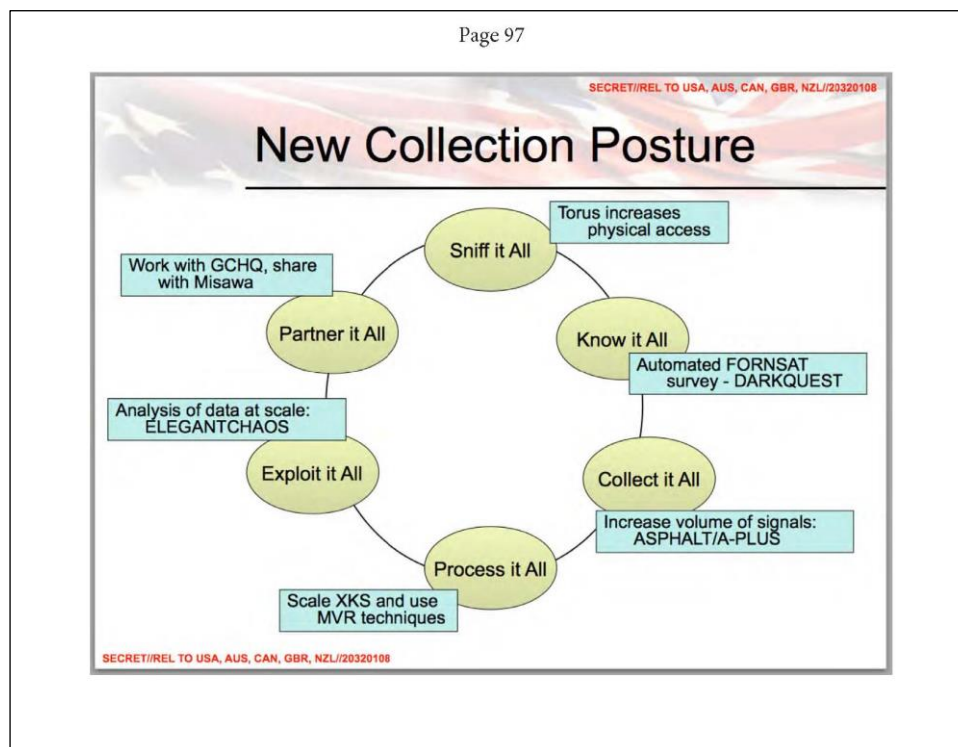 Page 97
SECRET//REL TO USA, AUS, CAN, GBR, NZL//20320108
New Collection Posture
Sniff it All
Torus increases
physical access
Know it All
Automated FORNSAT
survey - DARKQUEST
Collect it All
Increase volume of signals:
ASPHALT/A-PLUS
Process it All
Scale XKS and use
MVR techniques
Exploit it All
Analysis of data at scale:
ELEGANTCHAOS
Partner it All
Work with GCHQ, share
with Misawa
SECRET//REL TO USA, AUS, CAN, GBR, NZL//20320108